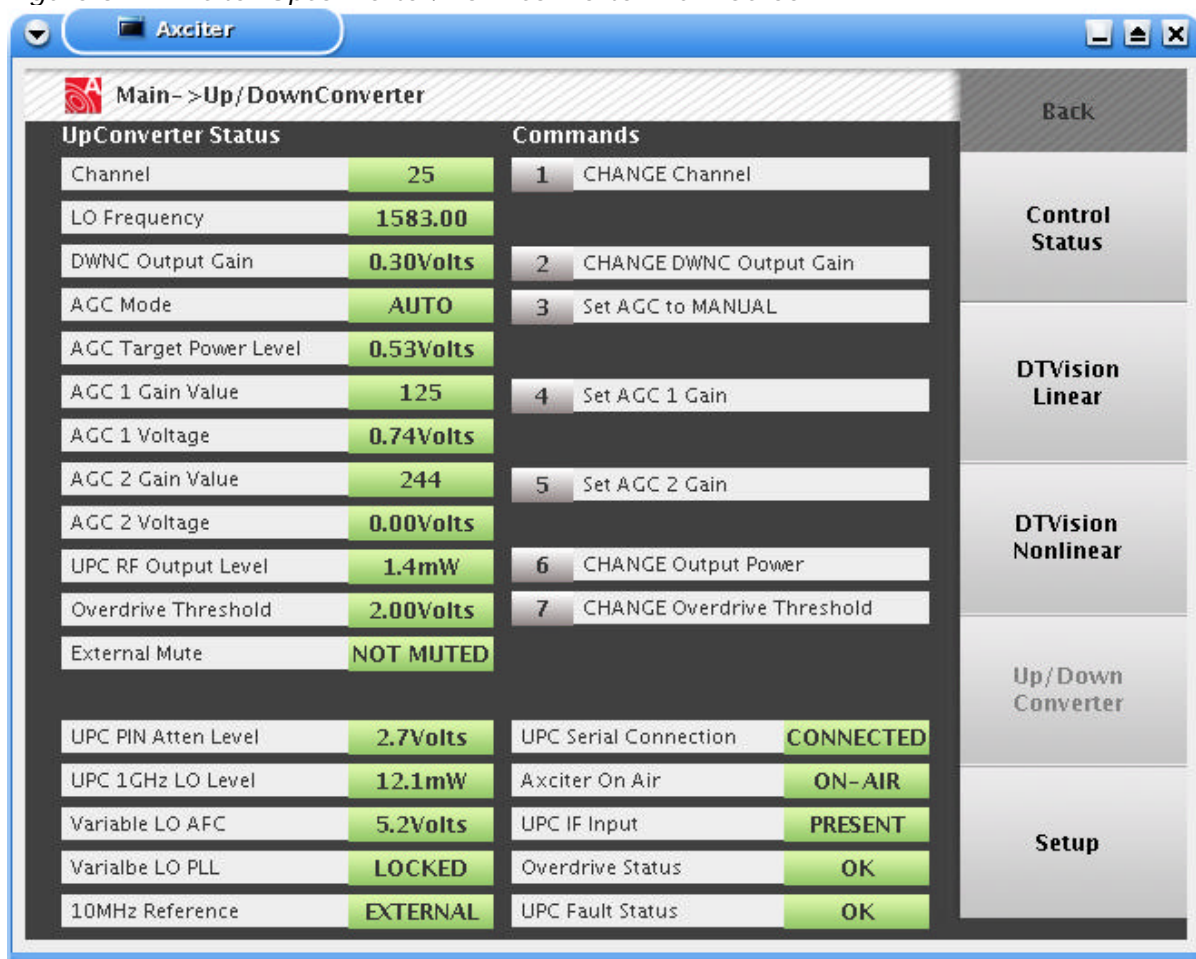 Axciter
Main->Up/DownConverter
Back
UpConverter Status
Commands
Channel 25 1 CHANGE Channel
LO Frequency 1583.00
Control
Status
DWNC Output Gain 0.30Volts 2 CHANGE DWNC Output Gain
AGC Mode AUTO 3 Set AGC to MANUAL
AGC Target Power Level 0.53Volts
DTVision
Linear
AGC 1 Gain Value 125 4 Set AGC 1 Gain
AGC 1 Voltage 0.74Volts
AGC 2 Gain Value 244 5 Set AGC 2 Gain
AGC 2 Voltage 0.00Volts
DTVision
Nonlinear
UPC RF Output Level 1.4mW 6 CHANGE Output Power
Overdrive Threshold 2.00Volts 7 CHANGE Overdrive Threshold
External Mute NOT MUTED
Up/Down
Converter
UPC PIN Atten Level 2.7Volts UPC Serial Connection CONNECTED
UPC 1GHz LO Level 12.1mW Axciter On Air ON-AIR
Variable LO AFC 5.2Volts UPC IF Input PRESENT
Setup
Varialbe LO PLL LOCKED Overdrive Status OK
10MHz Reference EXTERNAL UPC Fault Status OK